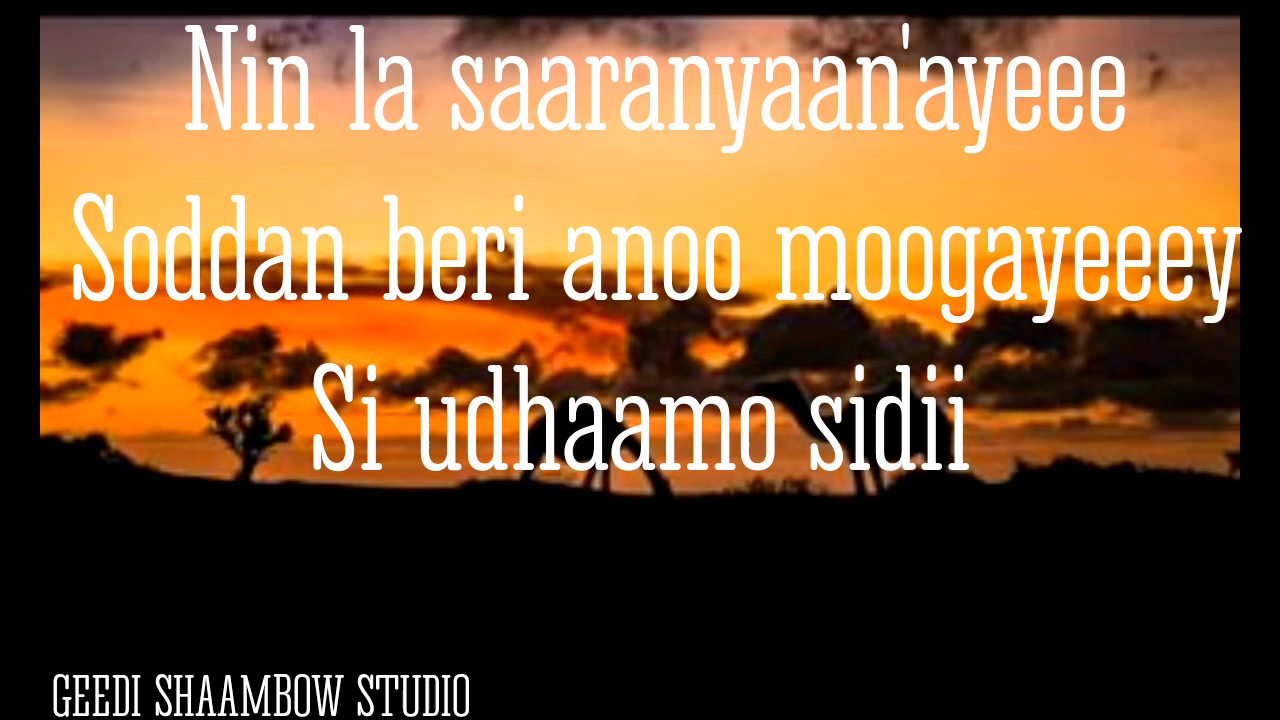 Nin la saaranyaan'ayeee
Soddan beri anoo moogayeeey
Si udhaamo sidii
GEEDI SHAAMBOW STUDIO